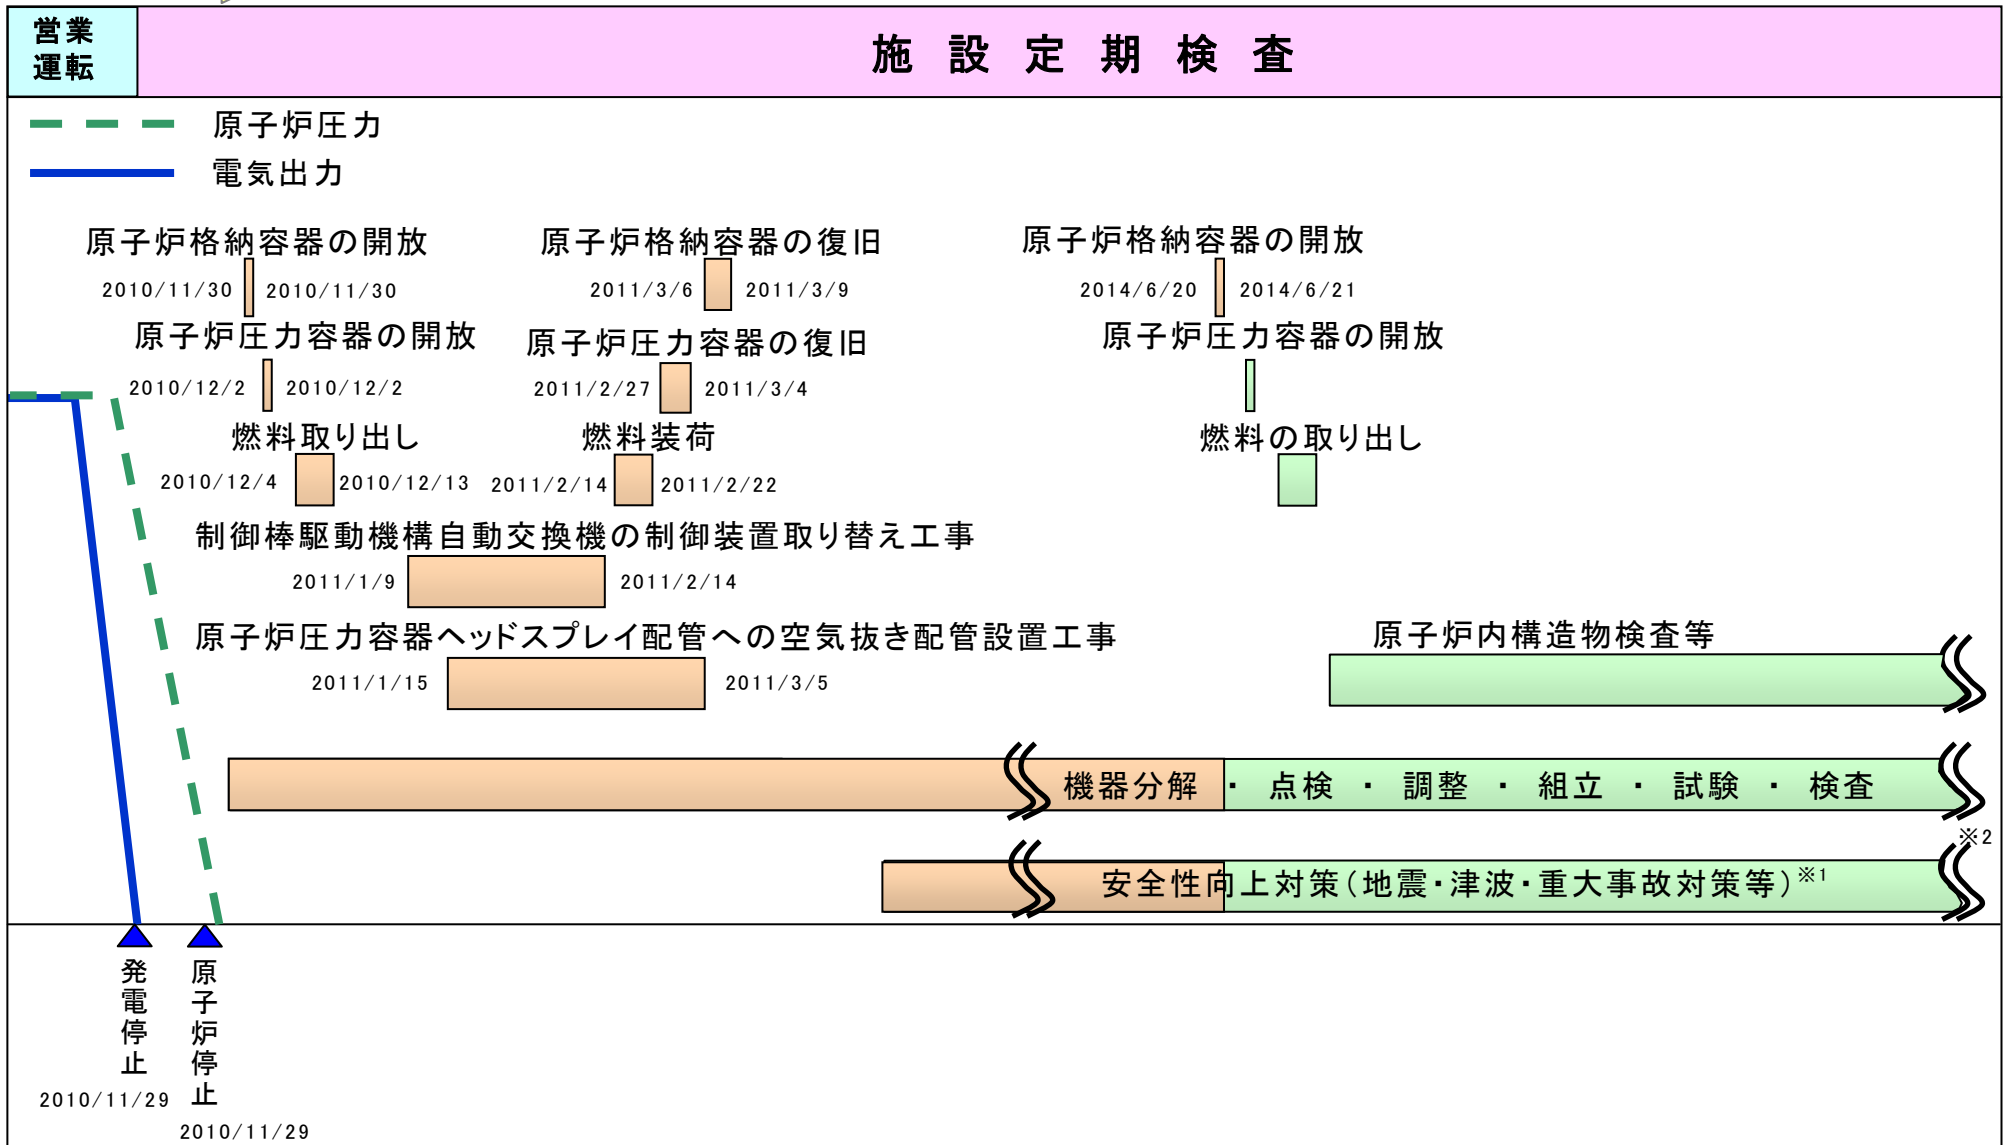 営業
運転
施設定期検査
原子炉圧力
電気出力
原子炉格納容器の開放
2010/11/30 2010/11/30
原子炉格納容器の復旧
2011/3/6 2011/3/9
原子炉格納容器の開放
2014/6/20 2014/6/21
原子炉圧力容器の開放
2010/12/2 2010/12/2
原子炉圧力容器の復旧
2011/2/27 2011/3/4
原子炉圧力容器の開放
燃料取り出し
2010/12/4 2010/12/13
燃料装荷
2011/2/14 2011/2/22
燃料の取り出し
制御棒駆動機構自動交換機の制御装置取り替え工事
2011/1/9 2011/2/14
原子炉圧力容器ヘッドスプレイ配管への空気抜き配管設置工事
2011/1/15 2011/3/5
原子炉内構造物検査等
機器分解・点検・調整・組立・試験・検査
※2
安全性向上対策(地震・津波・重大事故対策等)※1
発電停止
2010/11/29
原子炉停止
2010/11/29